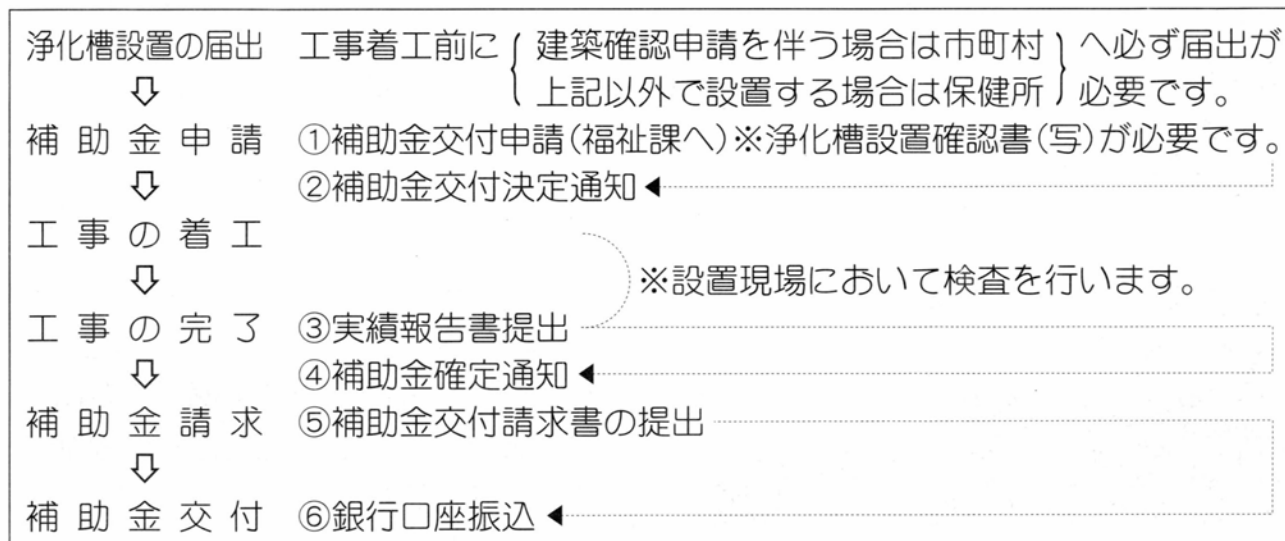 浄化槽設置の届出 工事着工前に{建築確認申請を伴う場合は市町村}へ必ず届出が
{上記以外で設置する場合は保健所}必要です。
⇩
補助金申請 ①補助金交付申請(福祉課へ)※浄化槽設置確認書(写)が必要です。
⇩ ②補助金交付決定通知◀
工事の着工
⇩ ※設置現場において検査を行います。
工事の完了 ③実績報告書提出
⇩ ④補助金確定通知◀
補助金請求 ⑤補助金交付請求書の提出
⇩
補助金交付 ⑥銀行口座振込◀